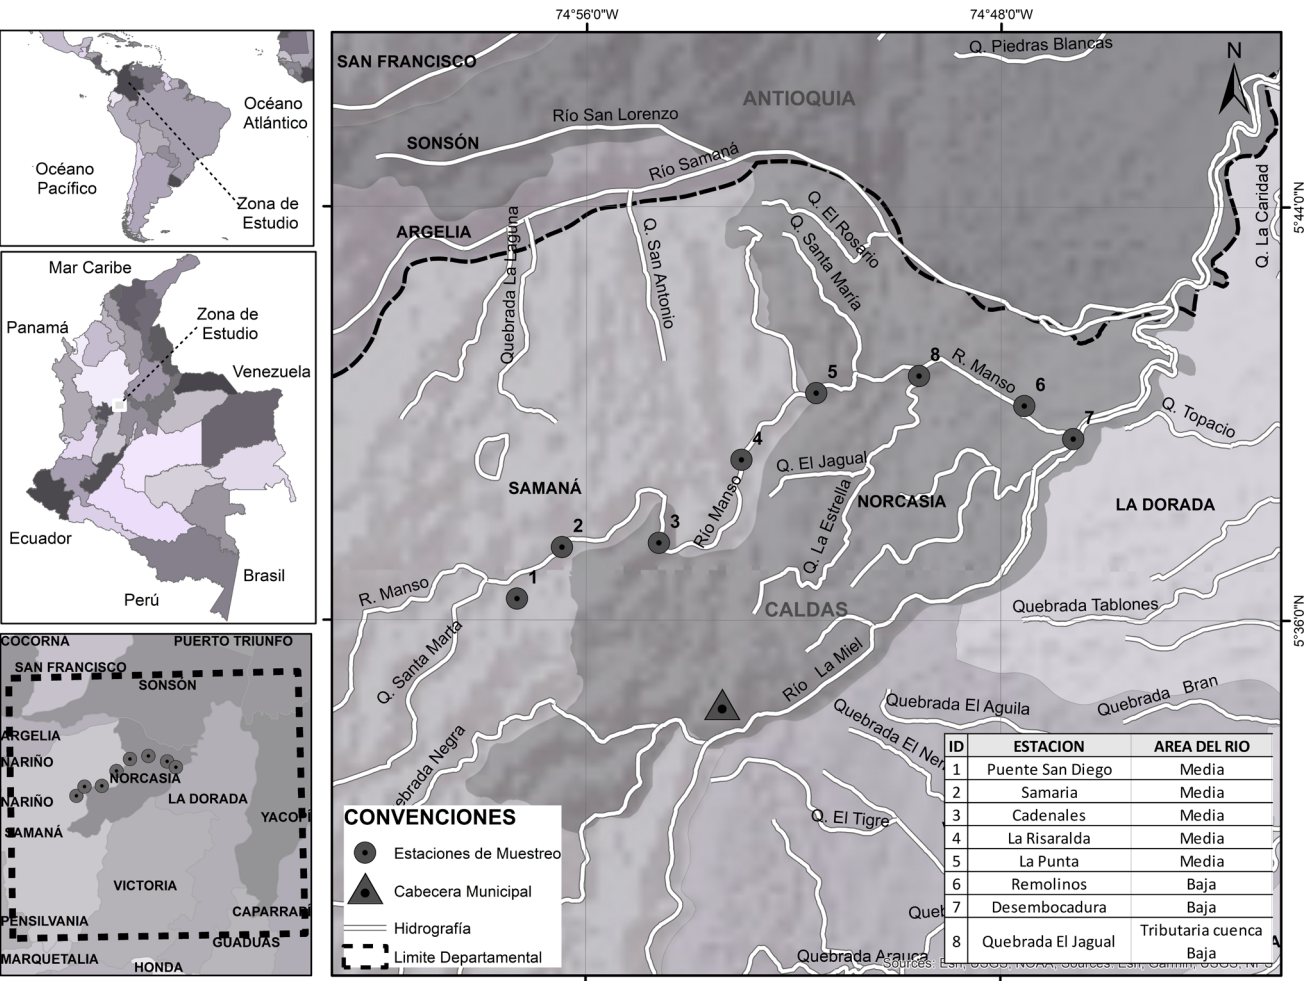 74°56'0"W
74°48'0"W
Océano
Atlántico
Océano
Pacífico
Zona de
Estudio
Mar Caribe
Panamá
Zona de
Estudio
Venezuela
Ecuador
Brasil
Perú
COCORNÁ
PUERTO TRIUNFO
SAN FRANCISCO
SONSÓN
ARGELIA
NARIÑO
NORCASIA
NARIÑO
LA DORADA
SAMANÁ
VICTORIA
PENSILVANIA
GUADUAS
MARQUETALIA
HONDA
SAN FRANCISCO
Q. Piedras Blancas
N
ANTIOQUIA
Río San Lorenzo
SONSÓN
Río Samaná
Q. La Caridad
5°44'0"N
ARGELIA
Quebrada La Laguna
Q. San Antonio
Q. El Rosario
Q. Santa María
8
R. Manso
5
6
7
Q. Topacio
4
Q. El Jagual
SAMANÁ
Río Manso
NORCASIA
LA DORADA
2
3
Q. La Estrella
1
R. Manso
CALDAS
Quebrada Tablones
5°36'0"N
Q. Santa Marta
Río La Miel
Quebrada El Aguila
Quebrada Bran
Q. El Tigre
Quebrada Arauca
CONVENCIONES
Estaciones de Muestreo
Cabecera Municipal
Hidrografía
Limite Departamental
ID ESTACION AREA DEL RIO
1 Puente San Diego Media
2 Samaria Media
3 Cadenales Media
4 La Risaralda Media
5 La Punta Media
6 Remolinos Baja
7 Desembocadura Baja
8 Quebrada El Jagual Tributaria cuenca
Baja